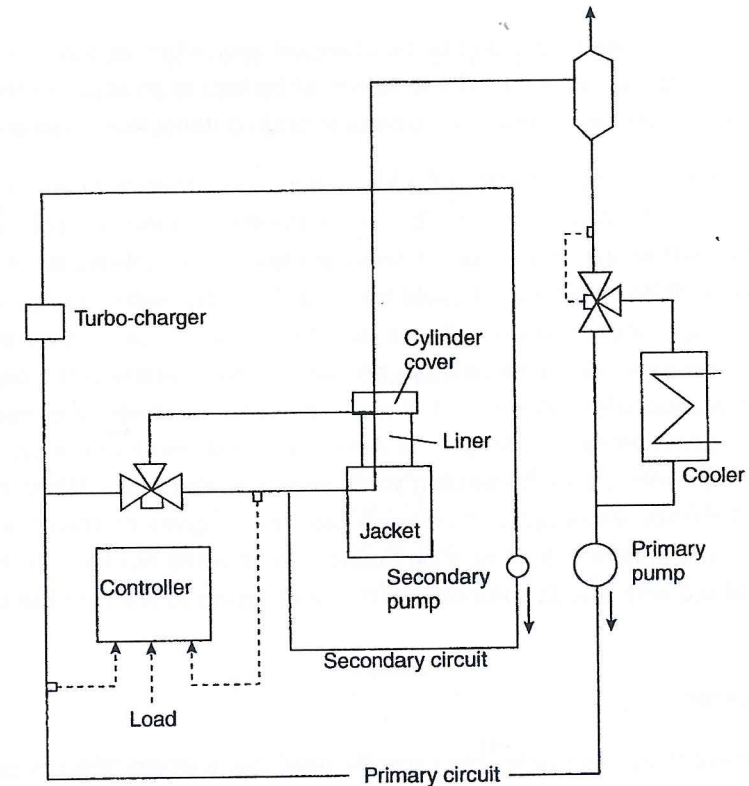 Turbo-charger
Cylinder
cover
Liner
Cooler
Jacket
Controller
Secondary
pump
Primary
pump
Secondary circuit
Load
Primary circuit